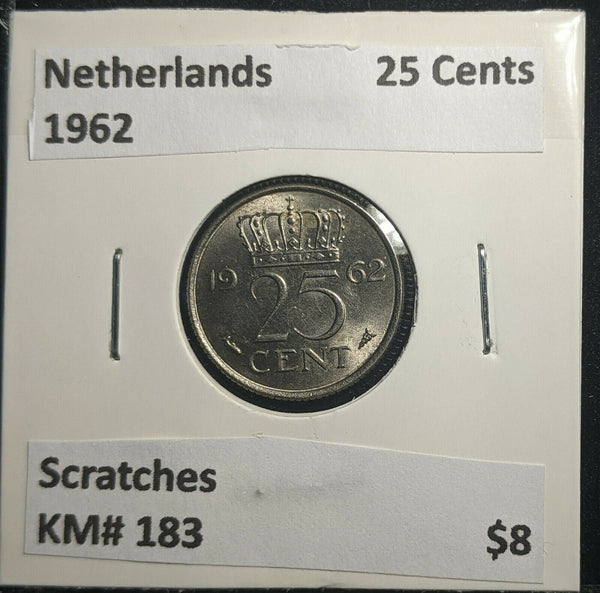 Netherlands 25 Cents
1962
19 62
25
CENT
Scratches
KM# 183 $8